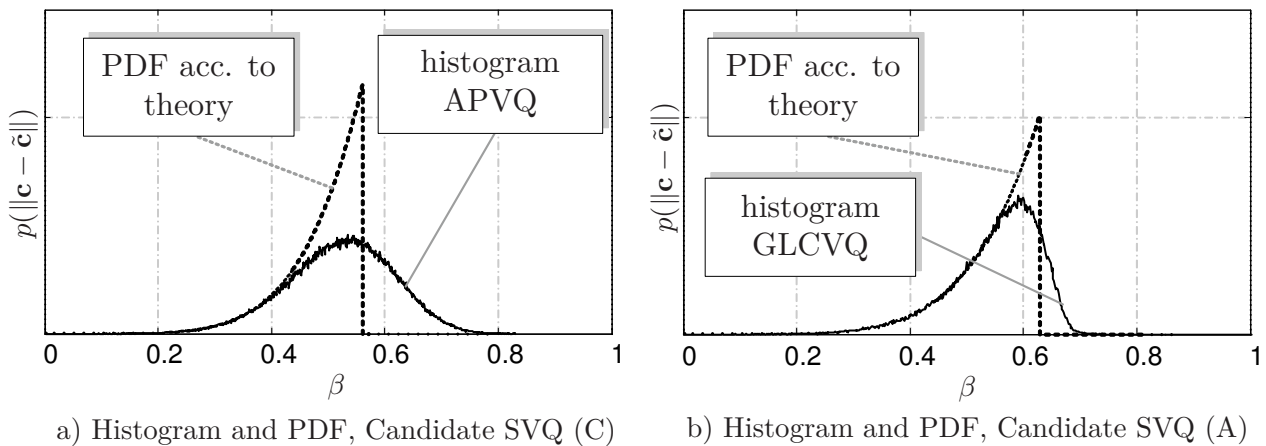 p(‖c − c̃‖)
PDF acc. to
theory
histogram
APVQ
0 0.2 0.4 0.6 0.8 1
β
a) Histogram and PDF, Candidate SVQ (C)
p(‖c − c̃‖)
PDF acc. to
theory
histogram
GLCVQ
0 0.2 0.4 0.6 0.8 1
β
b) Histogram and PDF, Candidate SVQ (A)